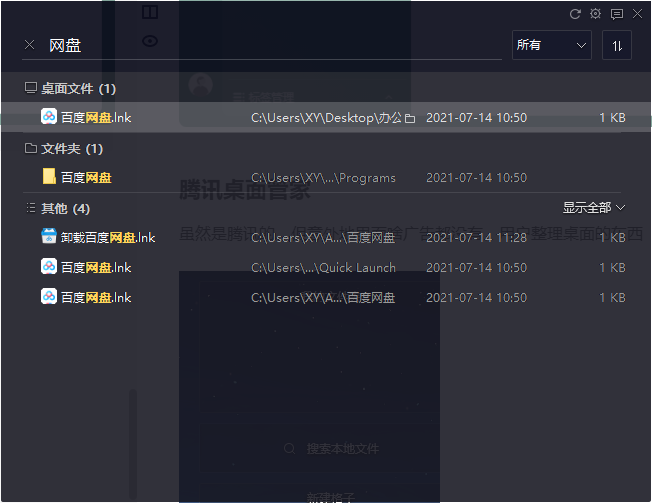 网盘
所有
桌面文件 (1)
百度网盘.lnk C:\Users\XY\Desktop\办公 2021-07-14 10:50 1 KB
文件夹 (1)
百度网盘 C:\Users\XY\...\Programs 2021-07-14 10:50
腾讯桌面管家
其他 (4) 显示全部
虽然是腾讯的
整理桌面的东西
卸载百度网盘.lnk C:\Users\XY\A...\百度网盘 2021-07-14 11:28 1 KB
百度网盘.lnk C:\Users\...\Quick Launch 2021-07-14 10:50 1 KB
百度网盘.lnk C:\Users\XY\A...\百度网盘 2021-07-14 10:50 1 KB
搜索本地文件
新建格子